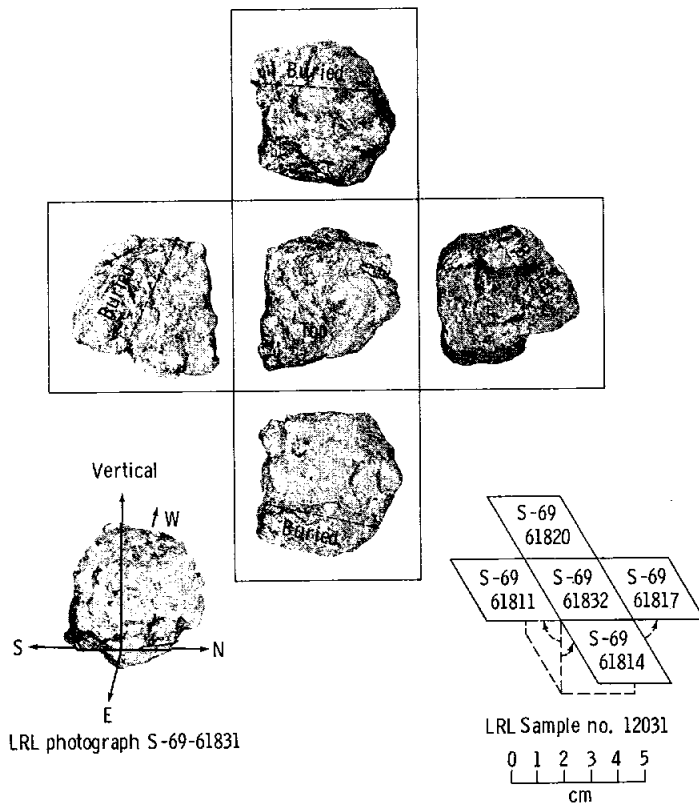 Buried
Buried
Top
Buried
Vertical
W
S
N
E
LRL photograph S-69-61831
S-69
61820
S-69
61811
S-69
61832
S-69
61817
S-69
61814
LRL Sample no. 12031
0 1 2 3 4 5
cm